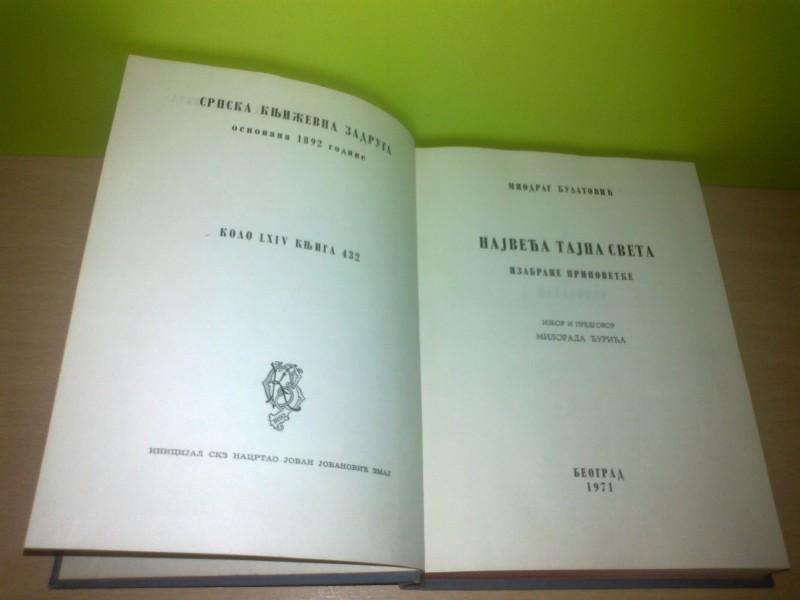 СРПСКА КЊИЖЕВНА ЗАДРУГА
основана 1892 године
КОЛО LXIV КЊИГА 432
ИНИЦИЈАЛ СКЗ НАЦРТАО ЈОВАН ЈОВАНОВИЋ ЗМАЈ
МИОДРАГ БУЛАТОВИЋ
НАЈВЕЋА ТАЈНА СВЕТА
ИЗАБРАНЕ ПРИПОВЕТКЕ
ИЗБОР И ПРЕДГОВОР
МИЛОРАДА ЂУРИЋА
БЕОГРАД
1971